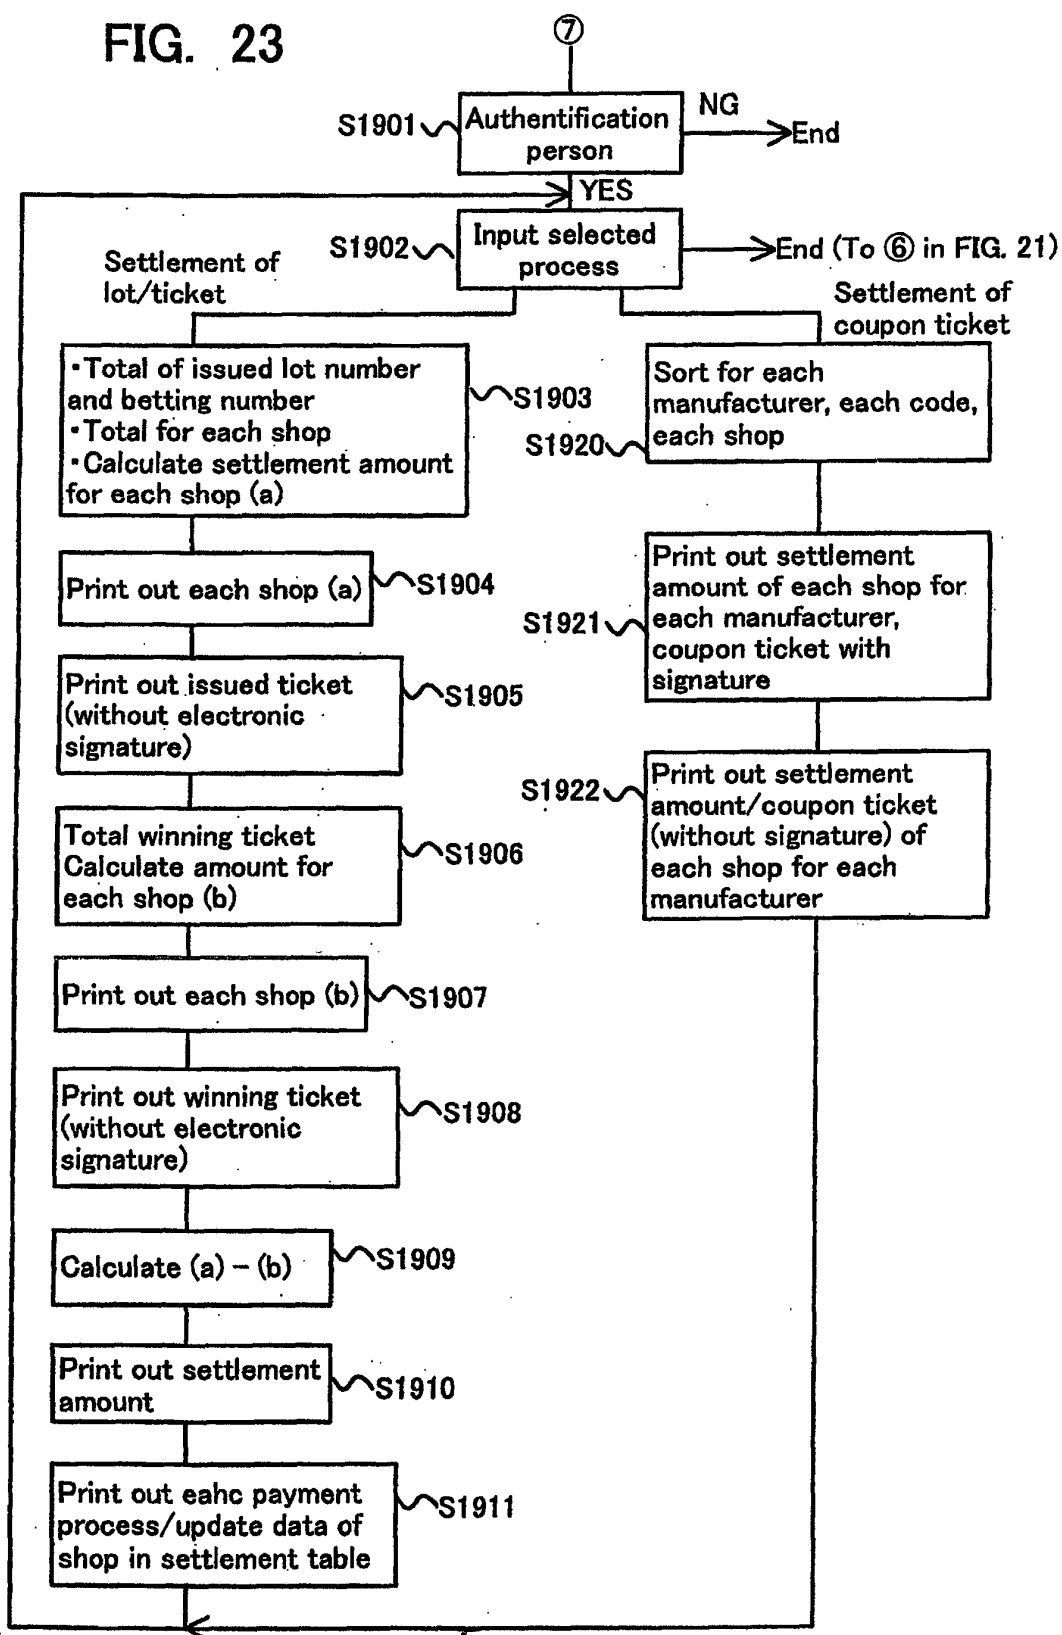 FIG. 23
⑦
S1901
Authentification
person
NG
End
YES
S1902
Input selected
process
End (To ⑥ in FIG. 21)
Settlement of
lot/ticket
Settlement of
coupon ticket
・Total of issued lot number
and betting number
・Total for each shop
・Calculate settlement amount
for each shop (a)
S1903
Print out each shop (a)
S1904
Print out issued ticket
(without electronic
signature)
S1905
Total winning ticket
Calculate amount for
each shop (b)
S1906
Print out each shop (b)
S1907
Print out winning ticket
(without electronic
signature)
S1908
Calculate (a) − (b)
S1909
Print out settlement
amount
S1910
Print out eahc payment
process/update data of
shop in settlement table
S1911
Sort for each
manufacturer, each code,
each shop
S1920
Print out settlement
amount of each shop for
each manufacturer,
coupon ticket with
signature
S1921
Print out settlement
amount/coupon ticket
(without signature) of
each shop for each
manufacturer
S1922